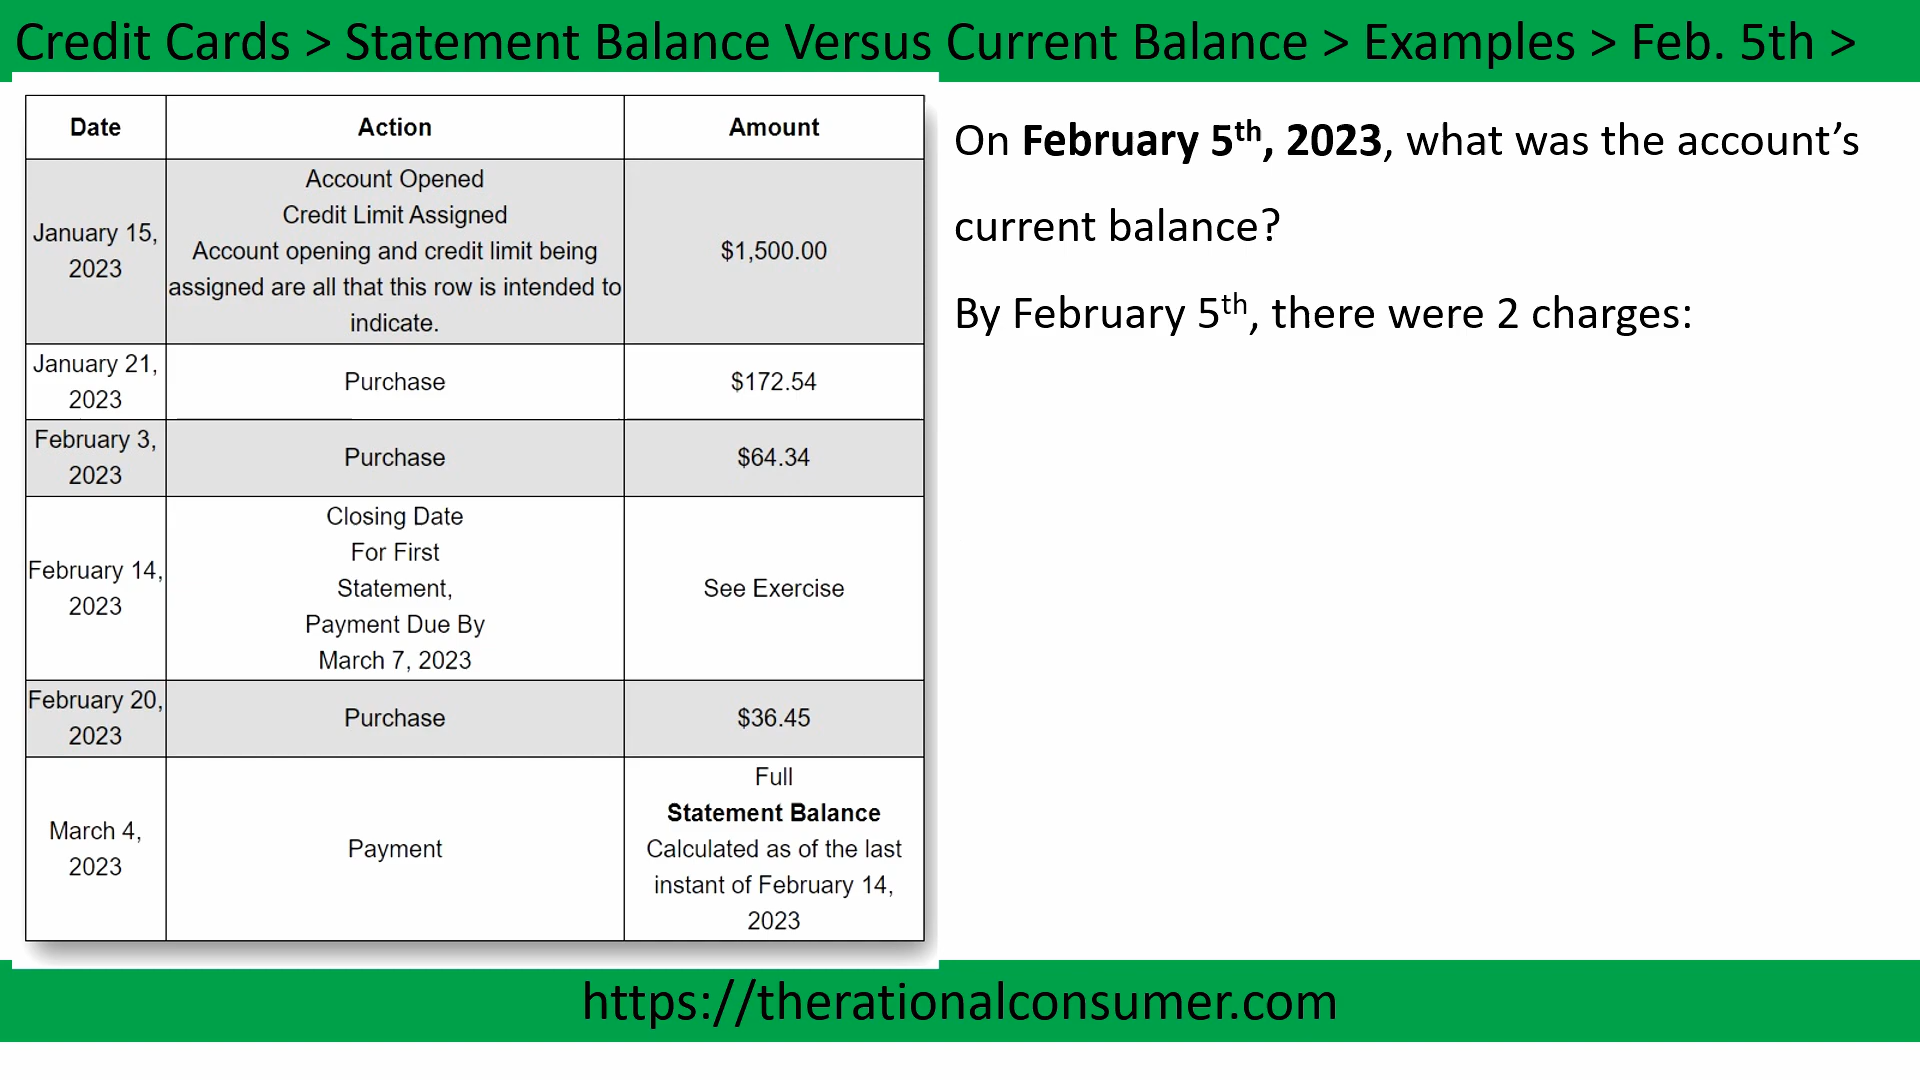 Credit Cards > Statement Balance Versus Current Balance > Examples > Feb. 5th >
Date Action Amount
January 15,
2023
Account Opened
Credit Limit Assigned
Account opening and credit limit being
assigned are all that this row is intended to
indicate.
$1,500.00
January 21,
2023
Purchase
$172.54
February 3,
2023
Purchase
$64.34
February 14,
2023
Closing Date
For First
Statement,
Payment Due By
March 7, 2023
See Exercise
February 20,
2023
Purchase
$36.45
March 4,
2023
Payment
Full
Statement Balance
Calculated as of the last
instant of February 14,
2023
On February 5th, 2023, what was the account’s
current balance?
By February 5th, there were 2 charges:
https://therationalconsumer.com